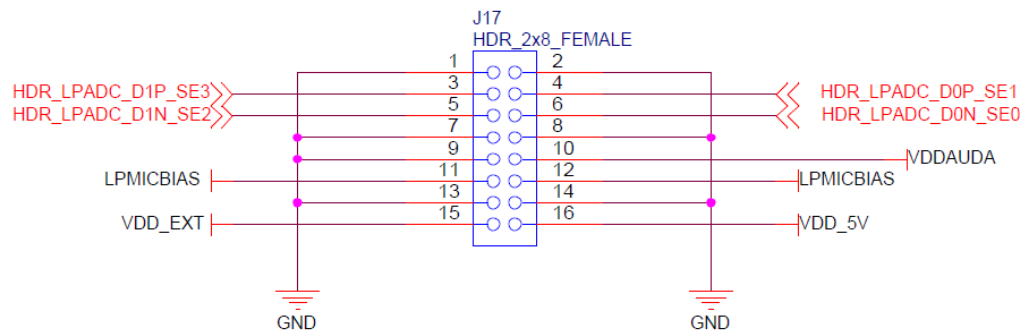 J17
HDR_2x8_FEMALE
1 2
HDR_LPADC_D1P_SE3 3 4 HDR_LPADC_D0P_SE1
HDR_LPADC_D1N_SE2 5 6 HDR_LPADC_D0N_SE0
7 8
9 10 VDDAUDA
LPMICBIAS 11 12 LPMICBIAS
13 14
VDD_EXT 15 16 VDD_5V
GND GND